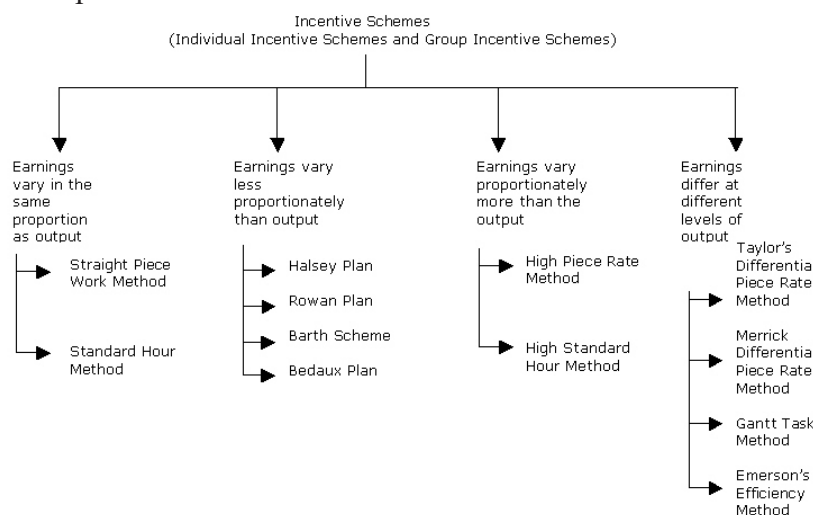 Incentive Schemes
(Individual Incentive Schemes and Group Incentive Schemes)
Earnings
vary in the
same
proportion
as output
Straight Piece
Work Method
Standard Hour
Method
Earnings vary
less
proportionately
than output
Halsey Plan
Rowan Plan
Barth Scheme
Bedaux Plan
Earnings vary
proportionately
more than the
output
High Piece Rate
Method
High Standard
Hour Method
Earnings
differ at
different
levels of
output
Taylor's
Differentia
Piece Rate
Method
Merrick
Differentia
Piece Rate
Method
Gantt Task
Method
Emerson's
Efficiency
Method